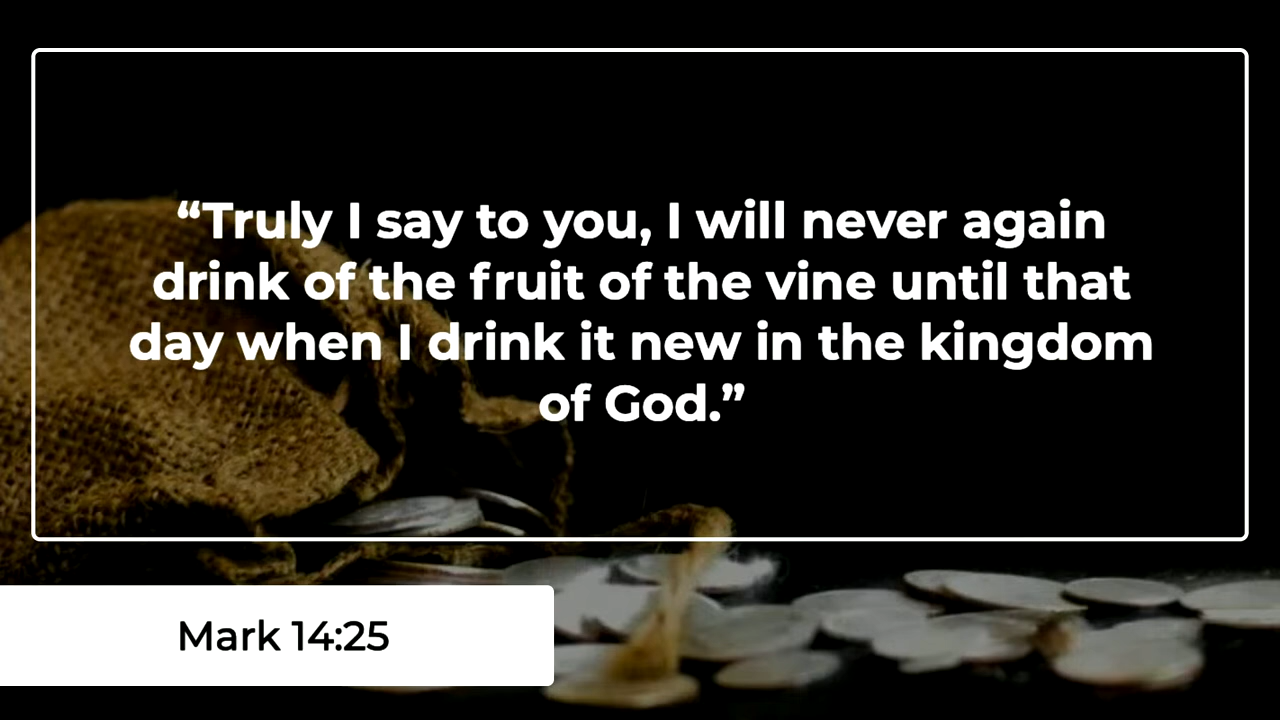 “Truly I say to you, I will never again
drink of the fruit of the vine until that
day when I drink it new in the kingdom
of God.”
Mark 14:25